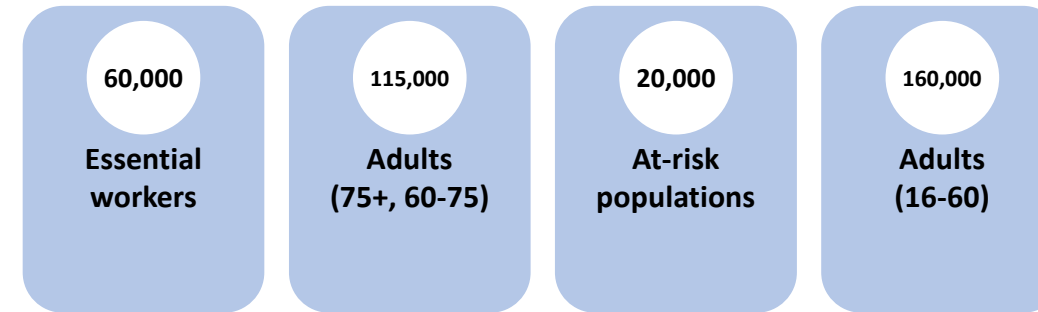 60,000
Essential
workers
115,000
Adults
(75+, 60-75)
20,000
At-risk
populations
160,000
Adults
(16-60)